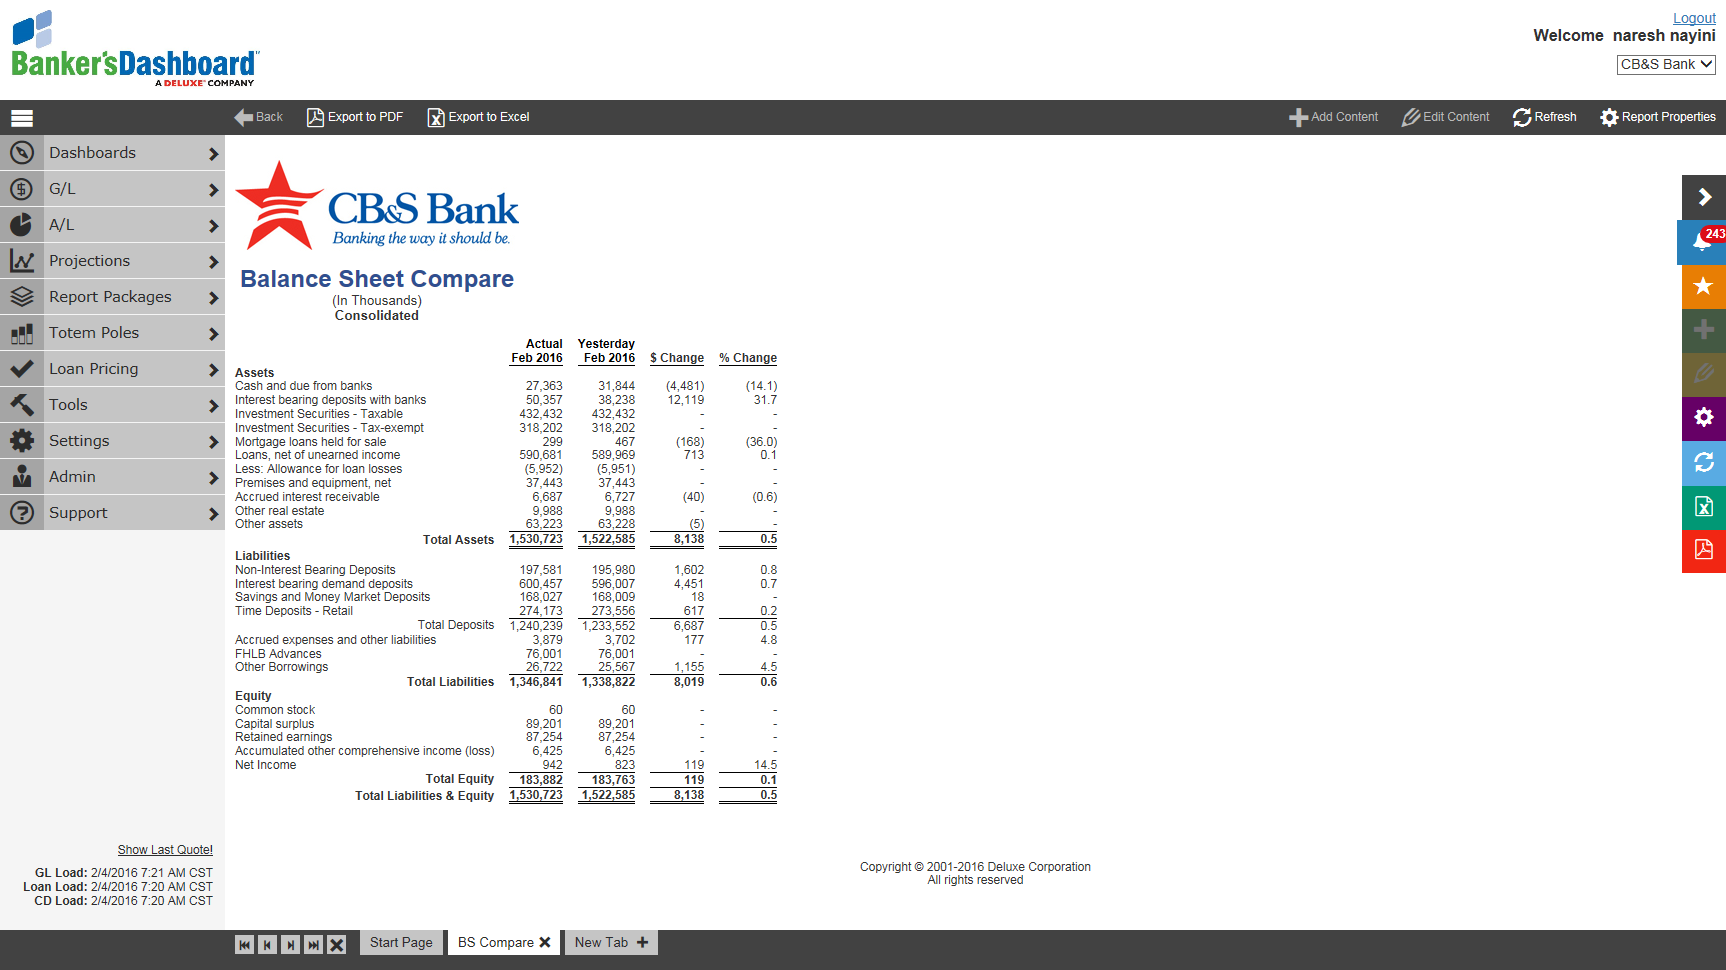 Banker'sDashboard
A DELUXE COMPANY
Logout
Welcome naresh nayini
CB&S Bank
Back
Export to PDF
Export to Excel
Add Content
Edit Content
Refresh
Report Properties
Dashboards
G/L
A/L
Projections
Report Packages
Totem Poles
Loan Pricing
Tools
Settings
Admin
Support
Show Last Quote!
GL Load: 2/4/2016 7:21 AM CST
Loan Load: 2/4/2016 7:20 AM CST
CD Load: 2/4/2016 7:20 AM CST
CB&S Bank
Banking the way it should be.
Balance Sheet Compare
(In Thousands)
Consolidated
Actual Yesterday
Feb 2016 Feb 2016 $ Change % Change
Assets
Cash and due from banks 27,363 31,844 (4,481) (14.1)
Interest bearing deposits with banks 50,357 38,238 12,119 31.7
Investment Securities - Taxable 432,432 432,432 - -
Investment Securities - Tax-exempt 318,202 318,202 - -
Mortgage loans held for sale 299 467 (168) (36.0)
Loans, net of unearned income 590,681 589,969 713 0.1
Less: Allowance for loan losses (5,952) (5,951) - -
Premises and equipment, net 37,443 37,443 - -
Accrued interest receivable 6,687 6,727 (40) (0.6)
Other real estate 9,988 9,988 - -
Other assets 63,223 63,228 (5) -
Total Assets 1,530,723 1,522,585 8,138 0.5
Liabilities
Non-Interest Bearing Deposits 197,581 195,980 1,602 0.8
Interest bearing demand deposits 600,457 596,007 4,451 0.7
Savings and Money Market Deposits 168,027 168,009 18 -
Time Deposits - Retail 274,173 273,556 617 0.2
Total Deposits 1,240,239 1,233,552 6,687 0.5
Accrued expenses and other liabilities 3,879 3,702 177 4.8
FHLB Advances 76,001 76,001 - -
Other Borrowings 26,722 25,567 1,155 4.5
Total Liabilities 1,346,841 1,338,822 8,019 0.6
Equity
Common stock 60 60 - -
Capital surplus 89,201 89,201 - -
Retained earnings 87,254 87,254 - -
Accumulated other comprehensive income (loss) 6,425 6,425 - -
Net Income 942 823 119 14.5
Total Equity 183,882 183,763 119 0.1
Total Liabilities & Equity 1,530,723 1,522,585 8,138 0.5
243
Copyright © 2001-2016 Deluxe Corporation
All rights reserved
Start Page
BS Compare
New Tab